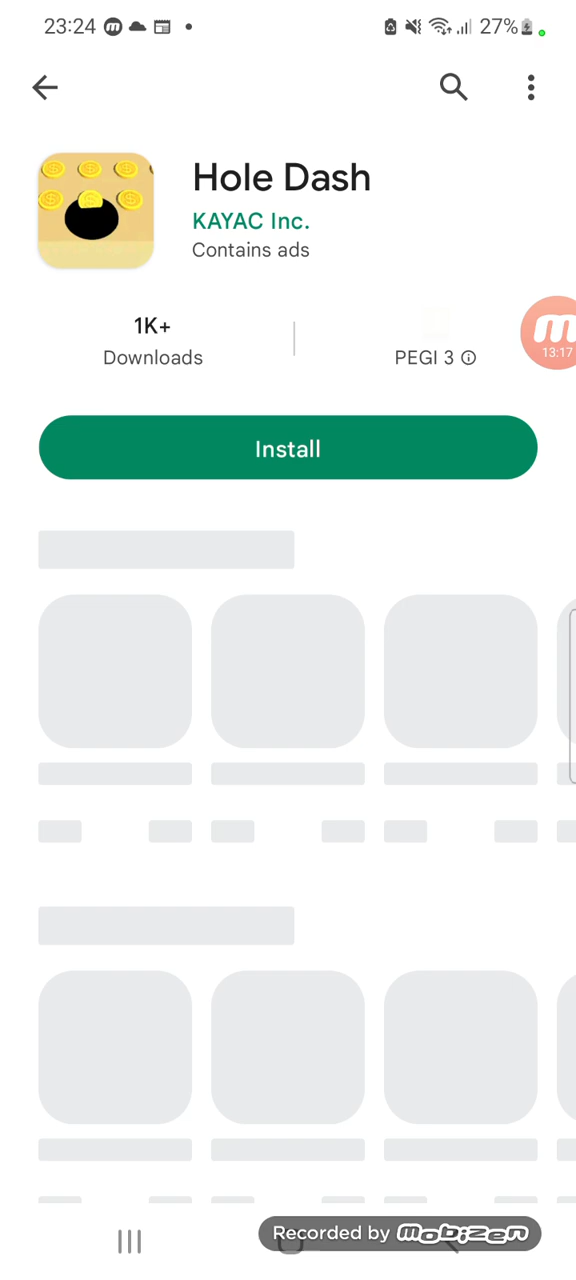 23:24 27%
Hole Dash
KAYAC Inc.
Contains ads
1K+
Downloads
PEGI 3
m
13:17
Install
Recorded by mobizen